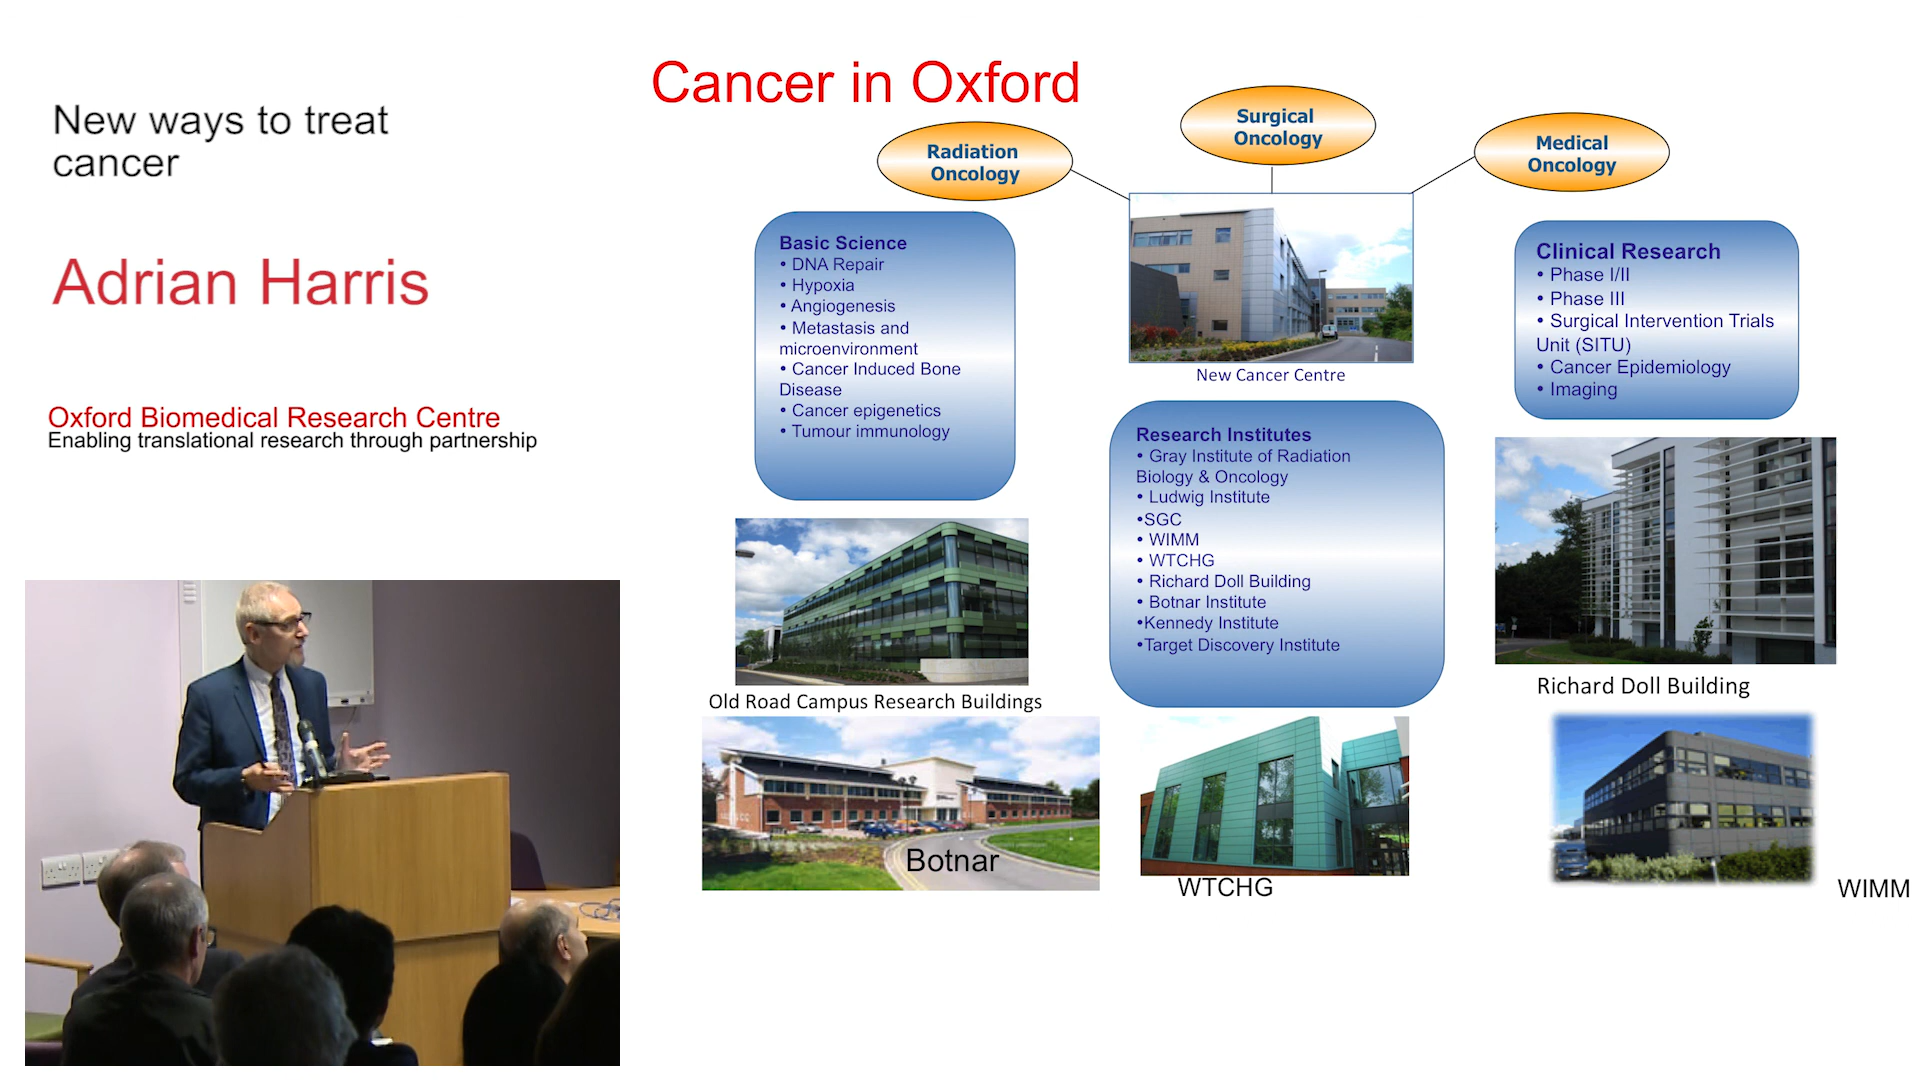 New ways to treat
cancer
Adrian Harris
Oxford Biomedical Research Centre
Enabling translational research through partnership
Cancer in Oxford
Radiation
Oncology
Surgical
Oncology
Medical
Oncology
Basic Science
• DNA Repair
• Hypoxia
• Angiogenesis
• Metastasis and
microenvironment
• Cancer Induced Bone
Disease
• Cancer epigenetics
• Tumour immunology
New Cancer Centre
Clinical Research
• Phase I/II
• Phase III
• Surgical Intervention Trials
Unit (SITU)
• Cancer Epidemiology
• Imaging
Research Institutes
• Gray Institute of Radiation
Biology & Oncology
• Ludwig Institute
•SGC
• WIMM
• WTCHG
• Richard Doll Building
• Botnar Institute
•Kennedy Institute
•Target Discovery Institute
Old Road Campus Research Buildings
Richard Doll Building
Botnar
WTCHG
WIMM